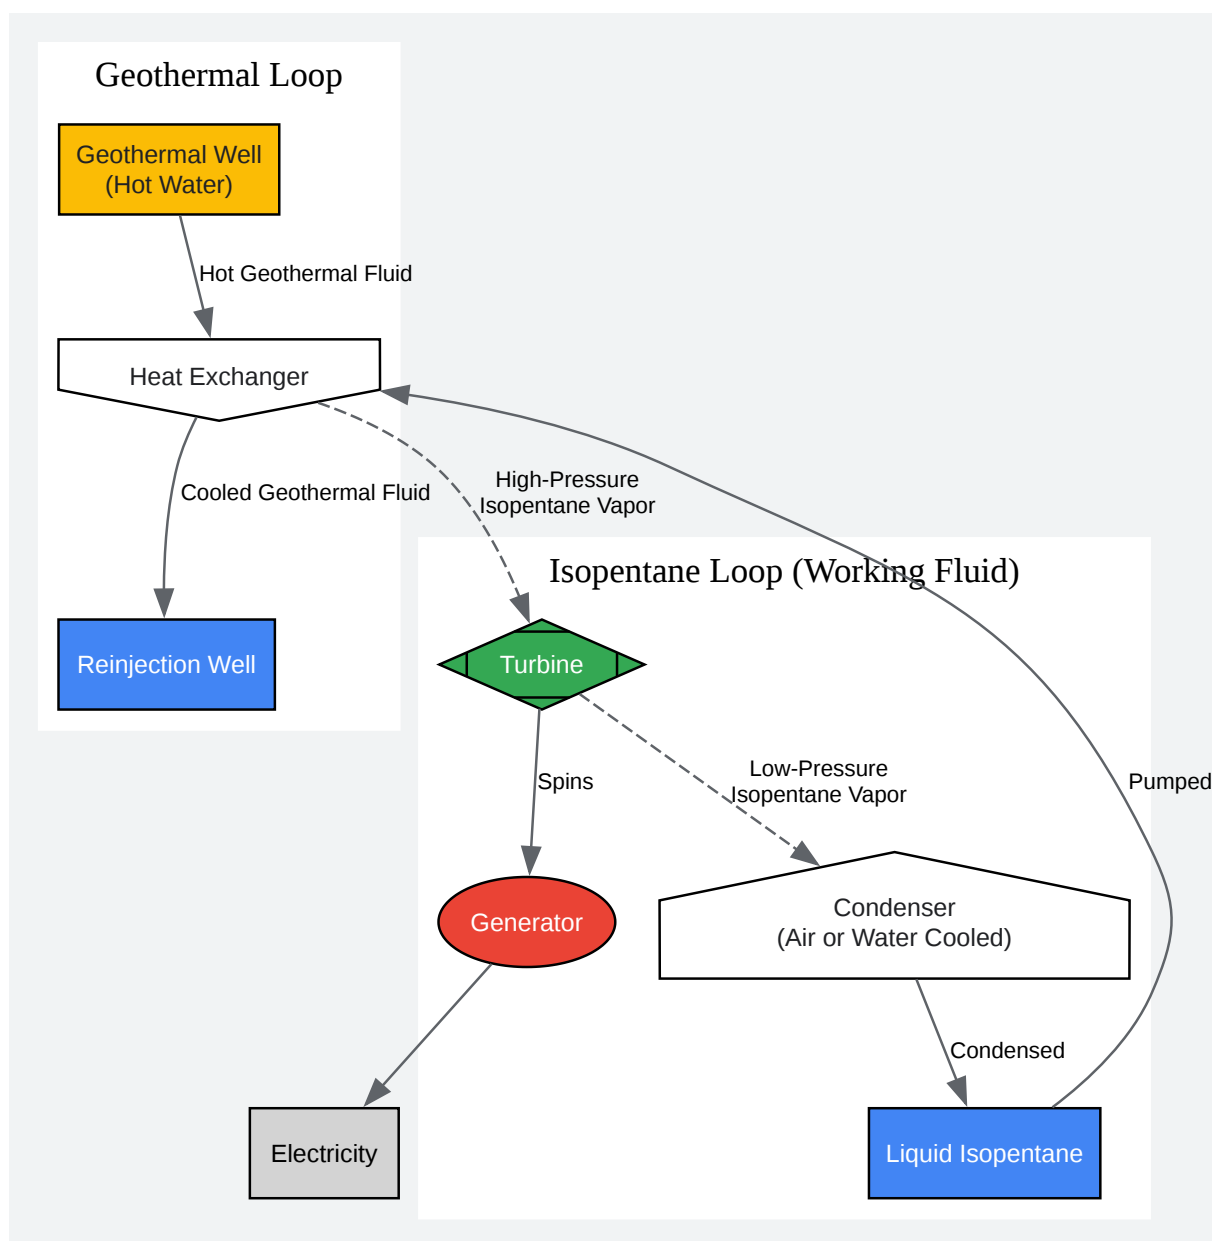 Geothermal Loop
Geothermal Well
(Hot Water)
Hot Geothermal Fluid
Heat Exchanger
Cooled Geothermal Fluid
High-Pressure
Isopentane Vapor
Isopentane Loop (Working Fluid)
Reinjection Well
Turbine
Spins
Low-Pressure
Isopentane Vapor
Pumped
Generator
Condenser
(Air or Water Cooled)
Condensed
Electricity
Liquid Isopentane